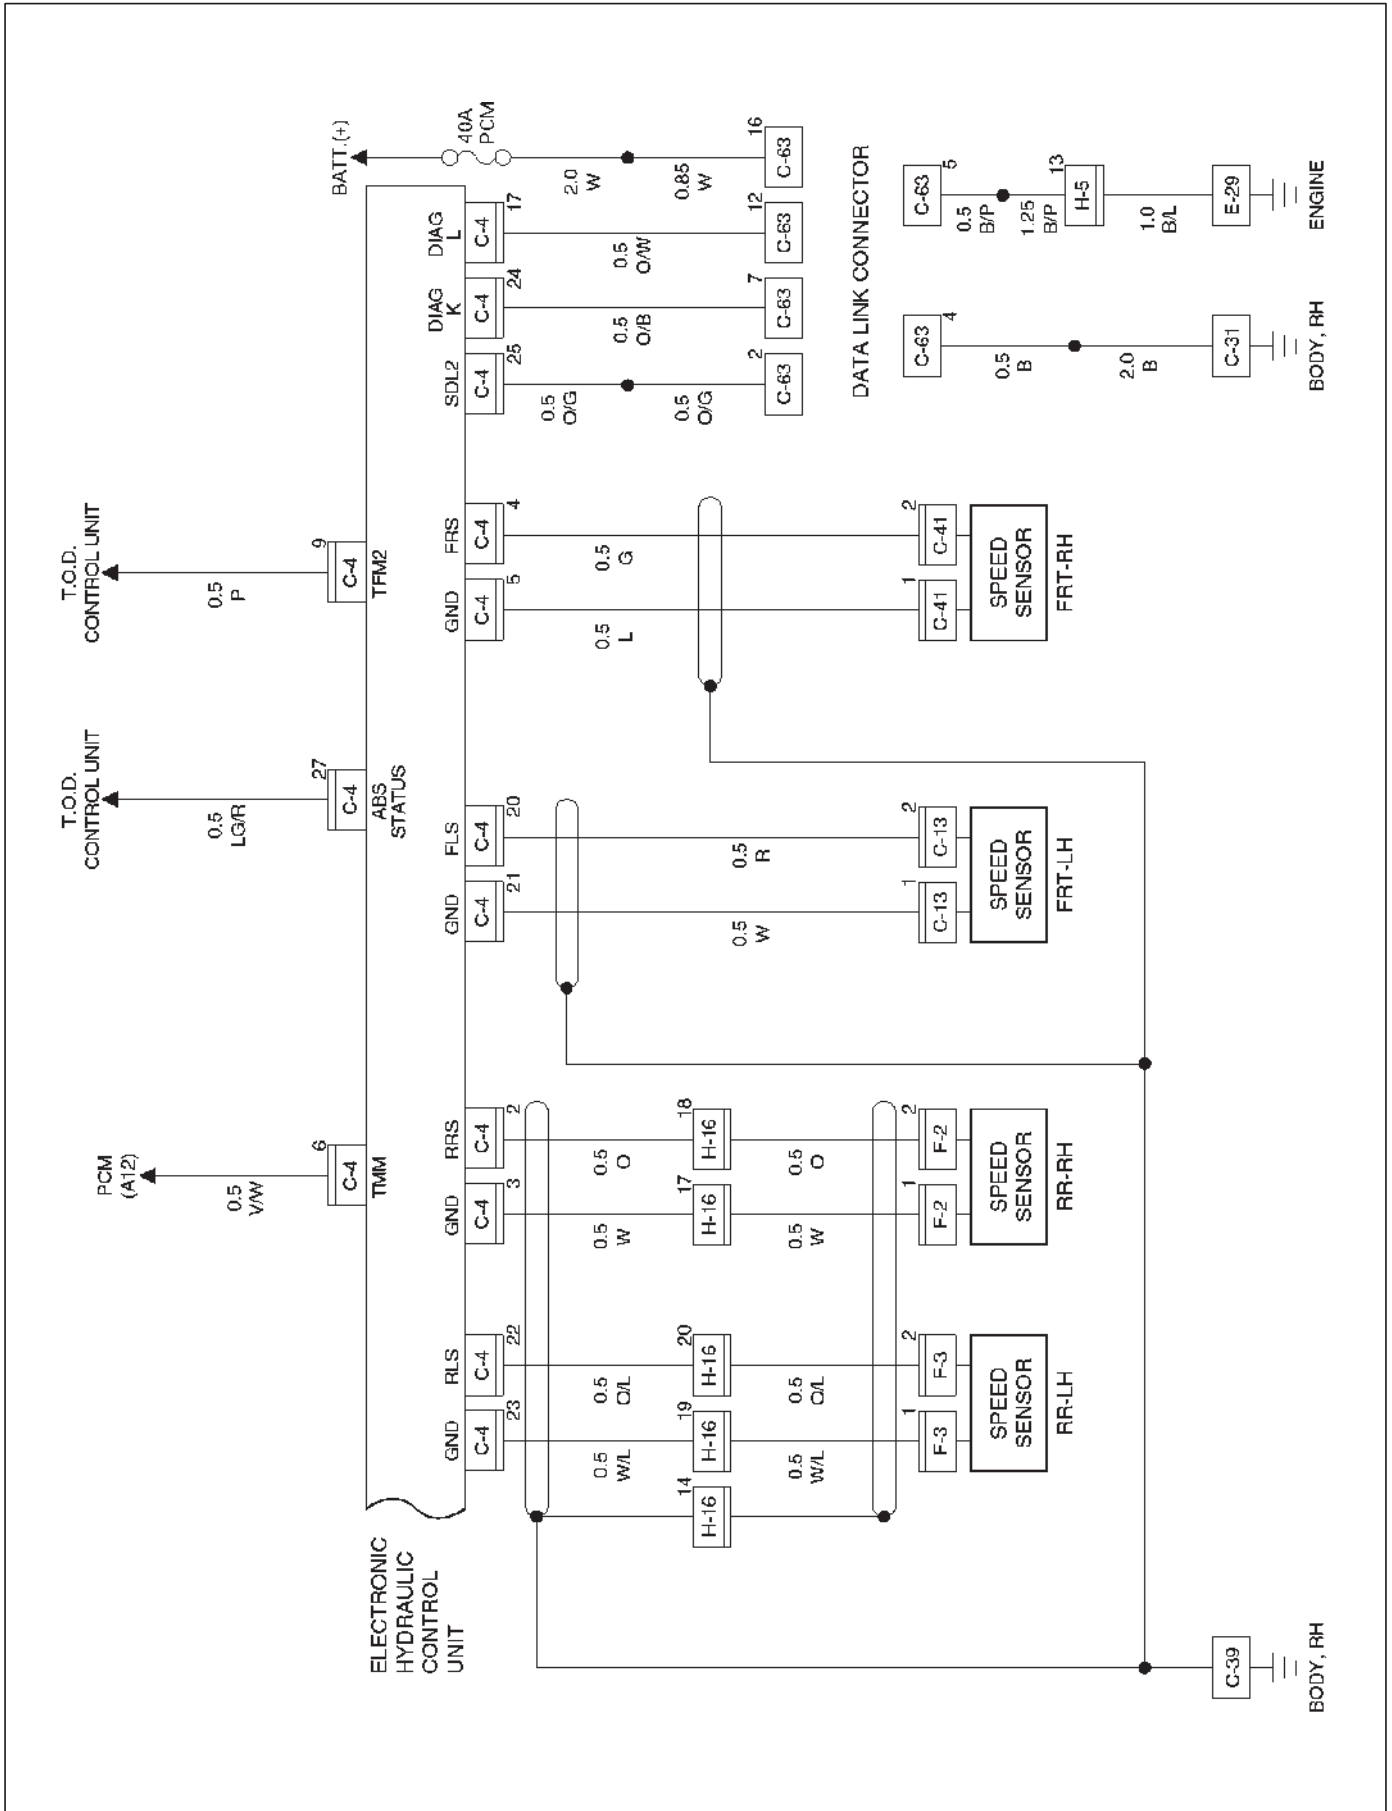 PCM
(A12)
0.5
V/W
6
C-4
TMM
T.O.D.
CONTROL UNIT
0.5
LG/R
27
C-4
ABS
STATUS
T.O.D.
CONTROL UNIT
0.5
P
9
C-4
TFM2
BATT.(+)
40A
PCM
2.0
W
0.85
W
16
C-63
ELECTRONIC
HYDRAULIC
CONTROL
UNIT
GND
C-4
23
0.5
W/L
19
H-16
0.5
W/L
1
F-3
RLS
C-4
22
0.5
O/L
20
H-16
0.5
O/L
2
F-3
SPEED
SENSOR
RR-LH
14
H-16
GND
C-4
3
0.5
W
17
H-16
0.5
W
1
F-2
RRS
C-4
2
0.5
O
18
H-16
0.5
O
2
F-2
SPEED
SENSOR
RR-RH
GND
C-4
21
0.5
W
1
C-13
FLS
C-4
20
0.5
R
2
C-13
SPEED
SENSOR
FRT-LH
GND
C-4
5
0.5
L
1
C-41
FRS
C-4
4
0.5
G
2
C-41
SPEED
SENSOR
FRT-RH
SDL2
C-4
25
0.5
O/G
0.5
O/G
2
C-63
DIAG
K
C-4
24
0.5
O/B
7
C-63
DIAG
L
C-4
17
0.5
O/W
12
C-63
DATA LINK CONNECTOR
C-63
4
0.5
B
2.0
B
C-31
BODY, RH
C-63
5
0.5
B/P
1.25
B/P
13
H-5
1.0
B/L
E-29
ENGINE
C-39
BODY, RH